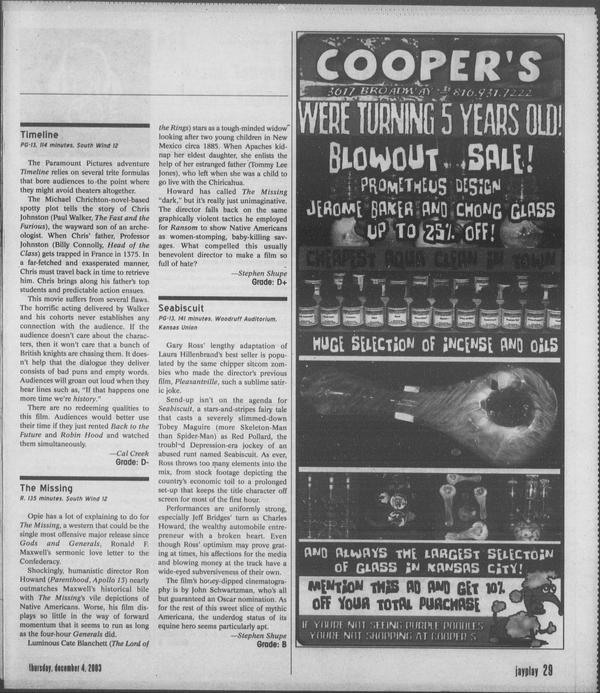 Timeline
PG-13, 114 minutes, South Wind 12
The Paramount Pictures adventure
Timeline relies on several trite formulas
that bore audiences to the point where
they might avoid theaters altogether.
The Michael Chrichton-novel-based
spotty plot tells the story of Chris
Johnston (Paul Walker, The Fast and the
Furious), the wayward son of an arche-
ologist. When Chris' father, Professor
Johnston (Billy Connolly, Head of the
Class) gets trapped in France in 1375. In
a far-fetched and exasperated manner,
Chris must travel back in time to retrieve
him. Chris brings along his father's top
students and predictable action ensues.
This movie suffers from several flaws.
The horrific acting delivered by Walker
and his cohorts never establishes any
connection with the audience. If the
audience doesn't care about the charac-
ters, then it won't care that a bunch of
British knights are chasing them. It does-
n't help that the dialogue they deliver
consists of bad puns and empty words.
Audiences will groan out loud when they
hear lines such as, "If that happens one
more time we're history."
There are no redeeming qualities to
this film. Audiences would better use
their time if they just rented Back to the
Future and Robin Hood and watched
them simultaneously.
—Cal Creek
Grade: D-
The Missing
R, 135 minutes, South Wind 12
Opie has a lot of explaining to do for
The Missing, a western that could be the
single most offensive major release since
Gods and Generals, Ronald F.
Maxwell's sermonic love letter to the
Confederacy.
Shockingly, humanistic director Ron
Howard (Parenthood, Apollo 13) nearly
outmatches Maxwell's historical bile
with The Missing's vile depictions of
Native Americans. Worse, his film dis-
plays so little in the way of forward
momentum that it seems to run as long
as the four-hour Generals did.
Luminous Cate Blanchett (The Lord of
the Rings) stars as a tough-minded widow
looking after two young children in New
Mexico circa 1885. When Apaches kid-
nap her eldest daughter, she enlists the
help of her estranged father (Tommy Lee
Jones), who left when she was a child to
go live with the Chiricahua.
Howard has called The Missing
"dark," but it's really just unimaginative.
The director falls back on the same
graphically violent tactics he employed
for Ransom to show Native Americans
as women-stomping, baby-killing sav-
ages. What compelled this usually
benevolent director to make a film so
full of hate?
—Stephen Shupe
Grade: D+
Seabiscuit
PG-13, 141 minutes, Woodruff Auditorium,
Kansas Union
Gary Ross' lengthy adaptation of
Laura Hillenbrand's best seller is popu-
lated by the same chipper sitcom zom-
bies who made the director's previous
film, Pleasantville, such a sublime satir-
ic joke.
Send-up isn't on the agenda for
Seabiscuit, a stars-and-stripes fairy tale
that casts a severely slimmed-down
Tobey Maguire (more Skeleton-Man
than Spider-Man) as Red Pollard, the
troubled Depression-era jockey of an
abused runt named Seabiscuit. As ever,
Ross throws too many elements into the
mix, from stock footage depicting the
country's economic toil to a prolonged
set-up that keeps the title character off
screen for most of the first hour.
Performances are uniformly strong,
especially Jeff Bridges' turn as Charles
Howard, the wealthy automobile entre-
preneur with a broken heart. Even
though Ross' optimism may prove grat-
ing at times, his affections for the media
and blowing money at the track have a
wide-eyed subversiveness of their own.
The film's honey-dipped cinematogra-
phy is by John Schwartzman, who's all
but guaranteed an Oscar nomination. As
for the rest of this sweet slice of mythic
Americana, the underdog status of its
equine hero seems particularly apt.
—Stephen Shupe
Grade: B
COOPER'S
3617 BROADWAY 816.931.7222
WERE TURNING 5 YEARS OLD!
BLOWOUT SALE!
PROMETHEUS DESIGN
JEROME BAKER AND CHONG GLASS
UP TO 25% OFF!
CHEAPEST AQUA CLEAN IN TOWN
HUGE SELECTION OF INCENSE AND OILS
AND ALWAYS THE LARGEST SELECTOIN
OF GLASS IN KANSAS CITY!
MENTION THIS AD AND GET 10%
OFF YOUR TOTAL PURCHASE
IF YOURE NOT SEEING PURPLE POODLES
YOURE NOT SHOPPING AT COOPER'S
thursday, december 4, 2003
jayplay 29